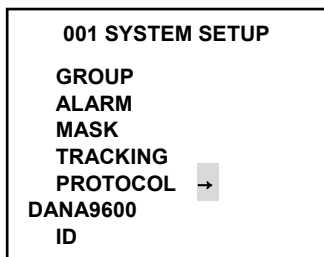 001 SYSTEM SETUP
GROUP
ALARM
MASK
TRACKING
PROTOCOL →
DANA9600
ID